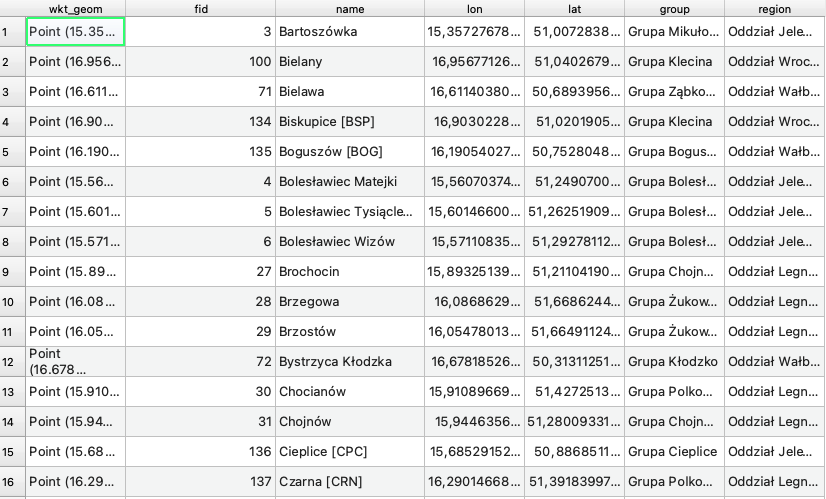 wkt_geom fid name lon lat group region
1 Point (15.35... 3 Bartoszówka 15,35727678... 51,0072838... Grupa Mikuło... Oddział Jele...
2 Point (16.956... 100 Bielany 16,95677126... 51,0402679... Grupa Klecina Oddział Wroc...
3 Point (16.611... 71 Bielawa 16,61140380... 50,6893956... Grupa Ząbko... Oddział Wałb...
4 Point (16.90... 134 Biskupice [BSP] 16,9030228... 51,0201905... Grupa Klecina Oddział Wroc...
5 Point (16.190... 135 Boguszów [BOG] 16,19054027... 50,7528048... Grupa Bogus... Oddział Wałb...
6 Point (15.56... 4 Bolesławiec Matejki 15,56070374... 51,2490700... Grupa Bolesł... Oddział Jele...
7 Point (15.601... 5 Bolesławiec Tysiącle... 15,60146600... 51,26251909... Grupa Bolesł... Oddział Jele...
8 Point (15.571... 6 Bolesławiec Wizów 15,57110835... 51,29278112... Grupa Bolesł... Oddział Jele...
9 Point (15.89... 27 Brochocin 15,89325139... 51,21104190... Grupa Chojn... Oddział Legn...
10 Point (16.08... 28 Brzegowa 16,0868629... 51,6686244... Grupa Żukow... Oddział Legn...
11 Point (16.05... 29 Brzostów 16,05478013... 51,66491124... Grupa Żukow... Oddział Legn...
12 Point (16.678... 72 Bystrzyca Kłodzka 16,67818526... 50,31311251... Grupa Kłodzko Oddział Wałb...
13 Point (15.910... 30 Chocianów 15,91089669... 51,4272513... Grupa Polko... Oddział Legn...
14 Point (15.94... 31 Chojnów 15,9446356... 51,28009331... Grupa Chojn... Oddział Legn...
15 Point (15.68... 136 Cieplice [CPC] 15,68529152... 50,8868511... Grupa Cieplice Oddział Jele...
16 Point (16.29... 137 Czarna [CRN] 16,29014668... 51,39183997... Grupa Polko... Oddział Legn...